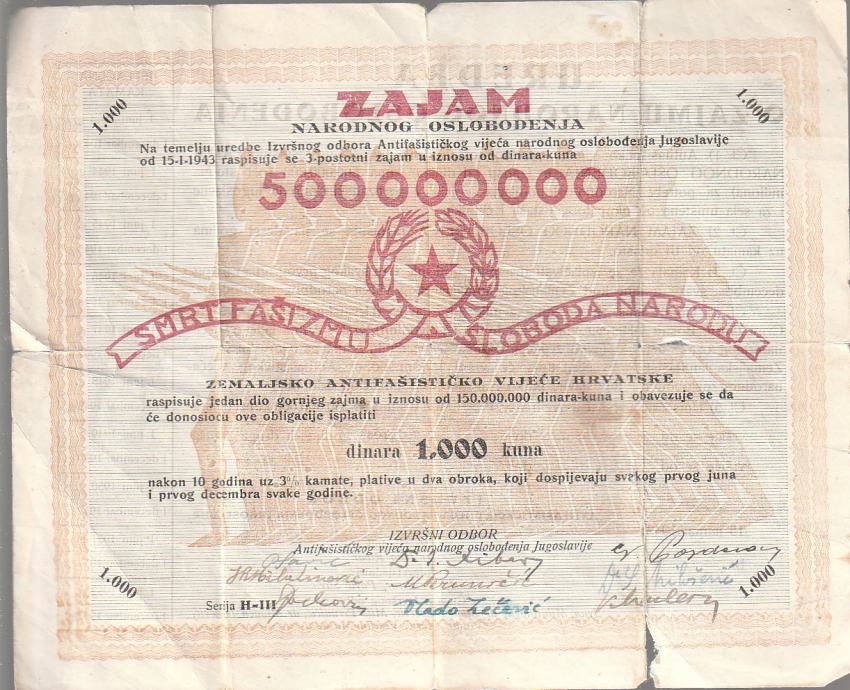 1.000
1.000
ZAJAM
NARODNOG OSLOBOĐENJA
Na temelju uredbe Izvršnog odbora Antifašističkog vijeća narodnog oslobođenja Jugoslavije
od 15-I-1943 raspisuje se 3-postotni zajam u iznosu od dinara-kuna
500000000
SMRT FAŠIZMU SLOBODA NARODU
ZEMALJSKO ANTIFAŠISTIČKO VIJEĆE HRVATSKE
raspisuje jedan dio gornjeg zajma u iznosu od 150.000.000 dinara-kuna i obavezuje se da
će donosiocu ove obligacije isplatiti
dinara 1.000 kuna
nakon 10 godina uz 3% kamate, plative u dva obroka, koji dospijevaju svakog prvog juna
i prvog decembra svake godine.
IZVRŠNI ODBOR
Antifašističkog vijeća narodnog oslobođenja Jugoslavije
Dr. I. Ribar
Vlado Zečević
Serija H-III
1.000
1.000